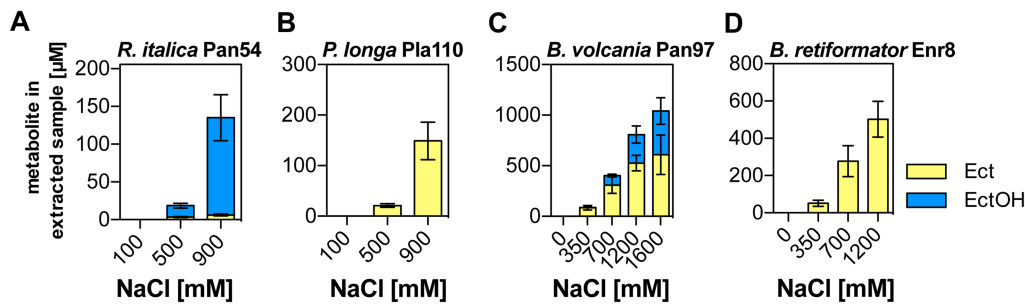 A
R. italica Pan54
metabolite in
extracted sample [µM]
200
150
100
50
0
100
500
900
NaCl [mM]
B
P. longa Pla110
300
200
100
0
100
500
900
NaCl [mM]
C
B. volcania Pan97
1500
1000
500
0
0
350
700
1200
1600
NaCl [mM]
D
B. retiformator Enr8
800
600
400
200
0
0
350
700
1200
NaCl [mM]
Ect
EctOH